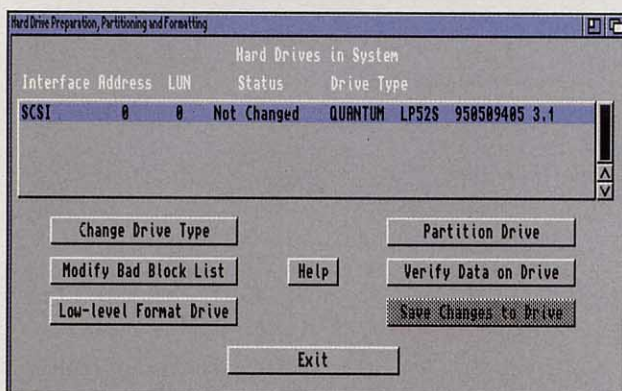 Hard Drive Preparation, Partitioning and Formatting
Hard Drives in System
Interface Address LUN Status Drive Type
SCSI 0 0 Not Changed QUANTUM LP52S 950509405 3.1
Change Drive Type
Partition Drive
Modify Bad Block List
Help
Verify Data on Drive
Low-level Format Drive
Save Changes to Drive
Exit